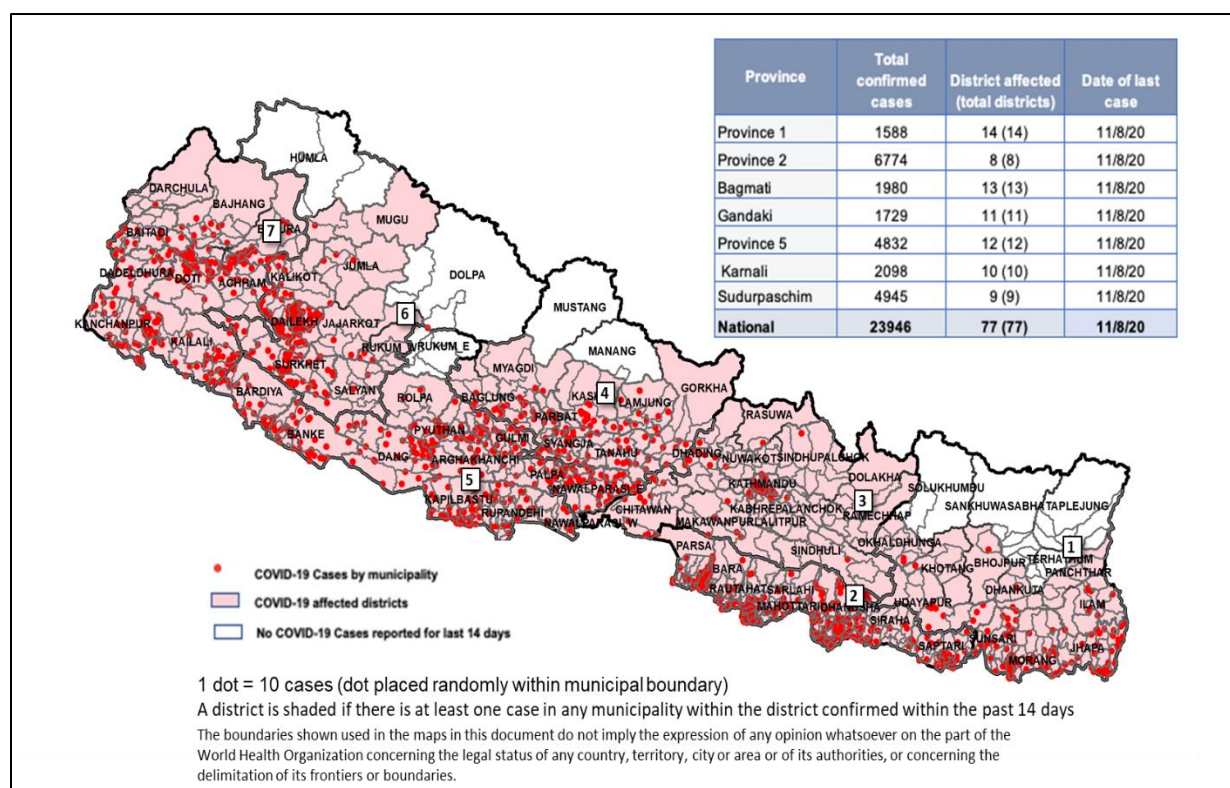 Province Total confirmed cases District affected (total districts) Date of last case
Province 1 1588 14 (14) 11/8/20
Province 2 6774 8 (8) 11/8/20
Bagmati 1980 13 (13) 11/8/20
Gandaki 1729 11 (11) 11/8/20
Province 5 4832 12 (12) 11/8/20
Karnali 2098 10 (10) 11/8/20
Sudurpaschim 4945 9 (9) 11/8/20
National 23946 77 (77) 11/8/20
HUMLA
DARCHULA
BAJHANG
MUGU
7
BAITADI
JUMLA
DOLPA
DADELDHURA
DOTI
ACHHAM
KALIKOT
MUSTANG
6
KANCHANPUR
DAILEKH
JAJARKOT
KAILALI
RUKUM_W
RUKUM_E
MANANG
SURKHET
MYAGDI
GORKHA
BARDIYA
SALYAN
ROLPA
BAGLUNG
4
LAMJUNG
PARBAT
RASUWA
BANKE
PYUTHAN
GULMI
SYANGJA
DANG
ARGHAKHANCHI
TANAHU
DHADING
NUWAKOT
SINDHUPALCHOK
5
PALPA
KATHMANDU
DOLAKHA
SOLUKHUMBU
KAPILBASTU
NAWALPARASI_E
3
SANKHUWASABHA
TAPLEJUNG
RUPANDEHI
CHITAWAN
KABHREPALANCHOK
RAMECHHAP
NAWALPARASI_W
MAKAWANPUR
LALITPUR
OKHALDHUNGA
1
PARSA
SINDHULI
KHOTANG
BHOJPUR
TERHATHUM
PANCHTHAR
BARA
RAUTAHAT
SARLAHI
2
DHANKUTA
MAHOTTARI
DHANUSHA
UDAYAPUR
ILAM
SIRAHA
SAPTARI
SUNSARI
JHAPA
MORANG
COVID-19 Cases by municipality
COVID-19 affected districts
No COVID-19 Cases reported for last 14 days
1 dot = 10 cases (dot placed randomly within municipal boundary)
A district is shaded if there is at least one case in any municipality within the district confirmed within the past 14 days
The boundaries shown used in the maps in this document do not imply the expression of any opinion whatsoever on the part of the
World Health Organization concerning the legal status of any country, territory, city or area or of its authorities, or concerning the
delimitation of its frontiers or boundaries.